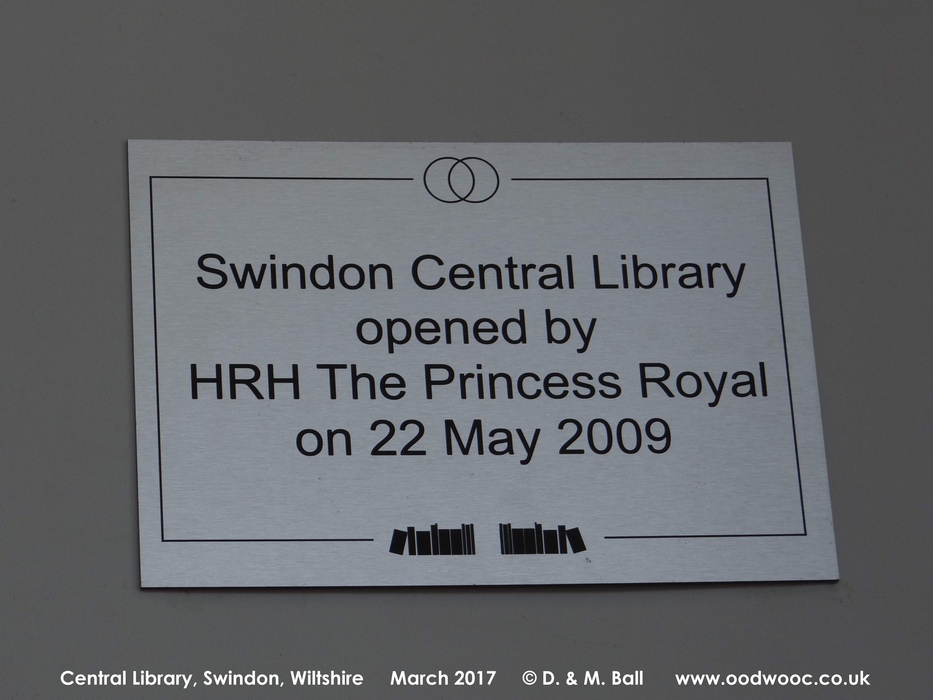 Swindon Central Library
opened by
HRH The Princess Royal
on 22 May 2009
Central Library, Swindon, Wiltshire March 2017 © D. & M. Ball www.oodwooc.co.uk